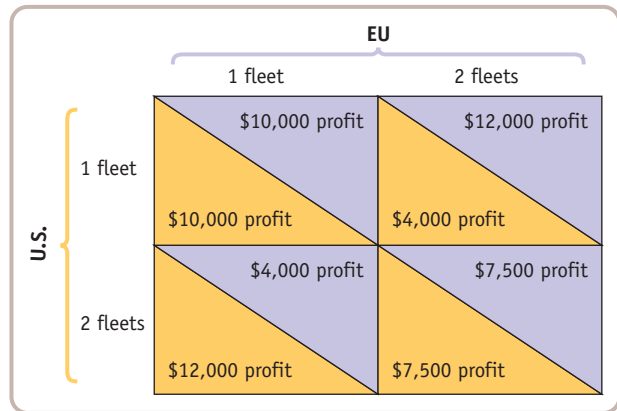 EU
1 fleet
2 fleets
U.S.
1 fleet
$10,000 profit
$12,000 profit
$10,000 profit
$4,000 profit
2 fleets
$4,000 profit
$7,500 profit
$12,000 profit
$7,500 profit